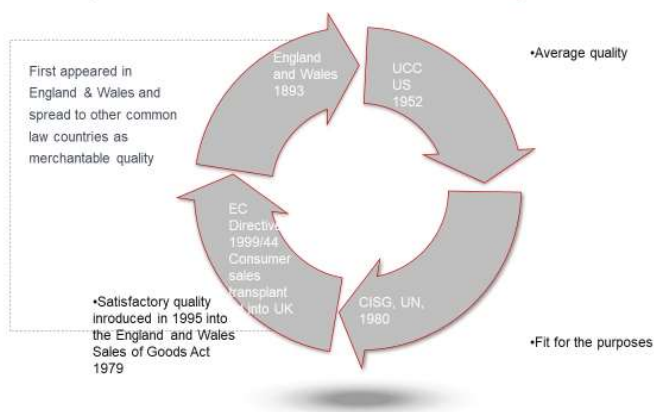 First appeared in
England & Wales and
spread to other common
law countries as
merchantable quality
England
and Wales
1893
UCC
US
1952
•Average quality
EC
Directive
1999/44
Consumer
sales
transplant
into UK
CISG, UN,
1980
•Satisfactory quality
inroduced in 1995 into
the England and Wales
Sales of Goods Act
1979
•Fit for the purposes